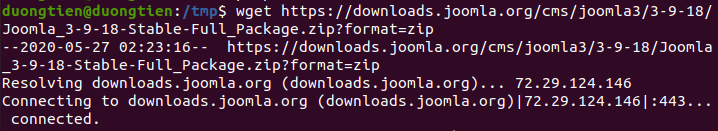 duongtien@duongtien:/tmp$ wget https://downloads.joomla.org/cms/joomla3/3-9-18/
Joomla_3-9-18-Stable-Full_Package.zip?format=zip
--2020-05-27 02:23:16--  https://downloads.joomla.org/cms/joomla3/3-9-18/Joomla
_3-9-18-Stable-Full_Package.zip?format=zip
Resolving downloads.joomla.org (downloads.joomla.org)... 72.29.124.146
Connecting to downloads.joomla.org (downloads.joomla.org)|72.29.124.146|:443...
 connected.